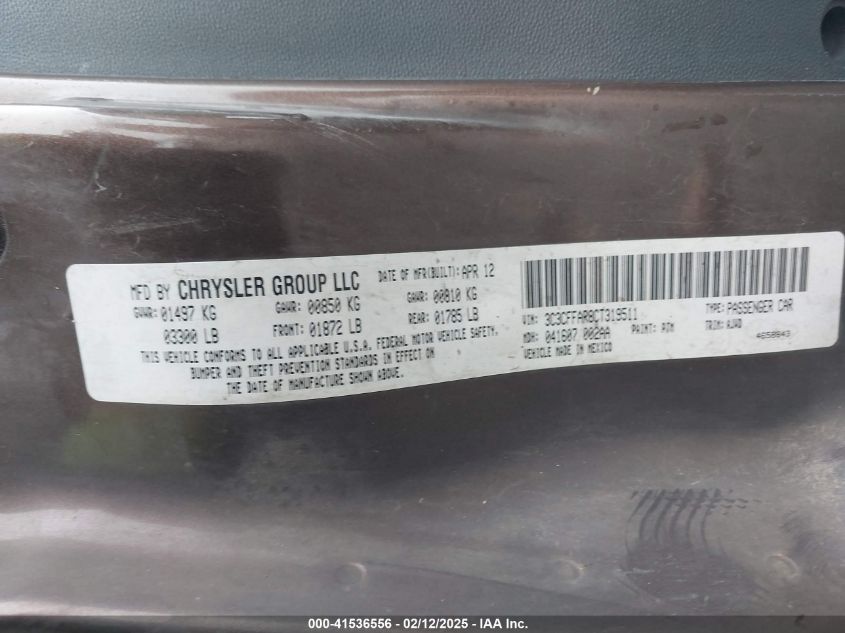 MFD BY CHRYSLER GROUP LLC DATE OF MFR(BUILT): APR 12
GVWR: 01497 KG GAWR: 00850 KG GAWR: 00810 KG
03300 LB FRONT: 01872 LB REAR: 01785 LB
THIS VEHICLE CONFORMS TO ALL APPLICABLE U.S.A. FEDERAL MOTOR VEHICLE SAFETY,
BUMPER AND THEFT PREVENTION STANDARDS IN EFFECT ON
THE DATE OF MANUFACTURE SHOWN ABOVE.
VIN: 3C3CFFAR8CT319511 TYPE: PASSENGER CAR
MDH: 041607 002AA PAINT: TRIM:
VEHICLE MADE IN MEXICO 4658843
000-41536556 - 02/12/2025 - IAA Inc.